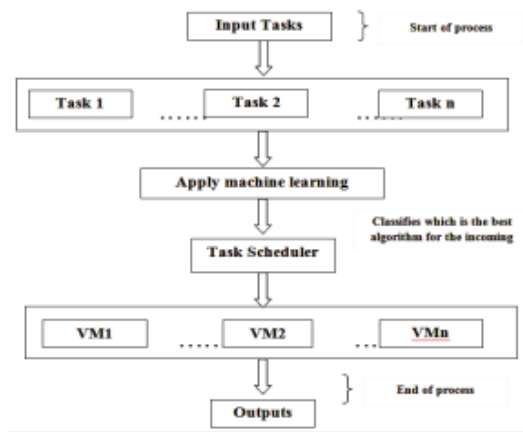 Input Tasks
Start of process
Task 1 ..... Task 2 ..... Task n
Apply machine learning
Classifies which is the best
algorithm for the incoming
Task Scheduler
VM1 ..... VM2 ... VMn
End of process
Outputs